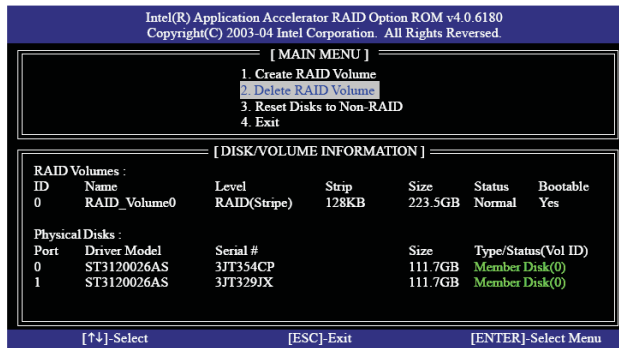 Intel(R) Application Accelerator RAID Option ROM v4.0.6180
Copyright(C) 2003-04 Intel Corporation. All Rights Reversed.
[ MAIN MENU ]
1. Create RAID Volume
2. Delete RAID Volume
3. Reset Disks to Non-RAID
4. Exit
[ DISK/VOLUME INFORMATION ]
RAID Volumes :
ID Name Level Strip Size Status Bootable
0 RAID_Volume0 RAID(Stripe) 128KB 223.5GB Normal Yes
Physical Disks :
Port Driver Model Serial # Size Type/Status(Vol ID)
0 ST3120026AS 3JT354CP 111.7GB Member Disk(0)
1 ST3120026AS 3JT329JX 111.7GB Member Disk(0)
[↑↓]-Select [ESC]-Exit [ENTER]-Select Menu